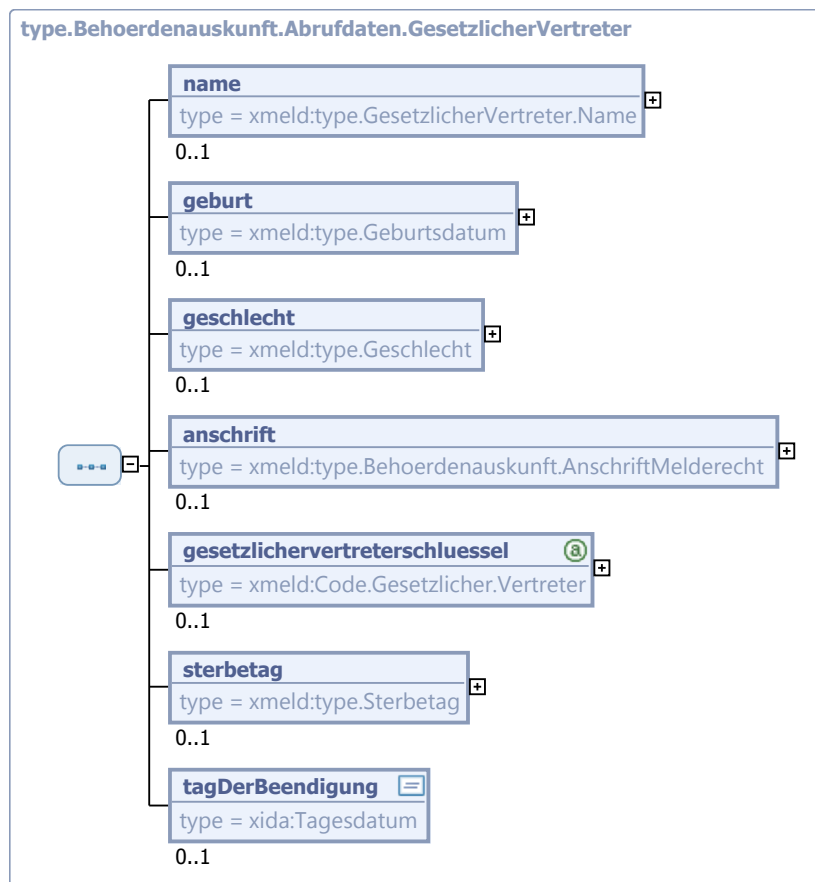 type.Behoerdenauskunft.Abrufdaten.GesetzlicherVertreter
name
type = xmeld:type.GesetzlicherVertreter.Name
0..1
geburt
type = xmeld:type.Geburtsdatum
0..1
geschlecht
type = xmeld:type.Geschlecht
0..1
anschrift
type = xmeld:type.Behoerdenauskunft.AnschriftMelderecht
0..1
gesetzlichervertreterschluessel a
type = xmeld:Code.Gesetzlicher.Vertreter
0..1
sterbetag
type = xmeld:type.Sterbetag
0..1
tagDerBeendigung
type = xida:Tagesdatum
0..1